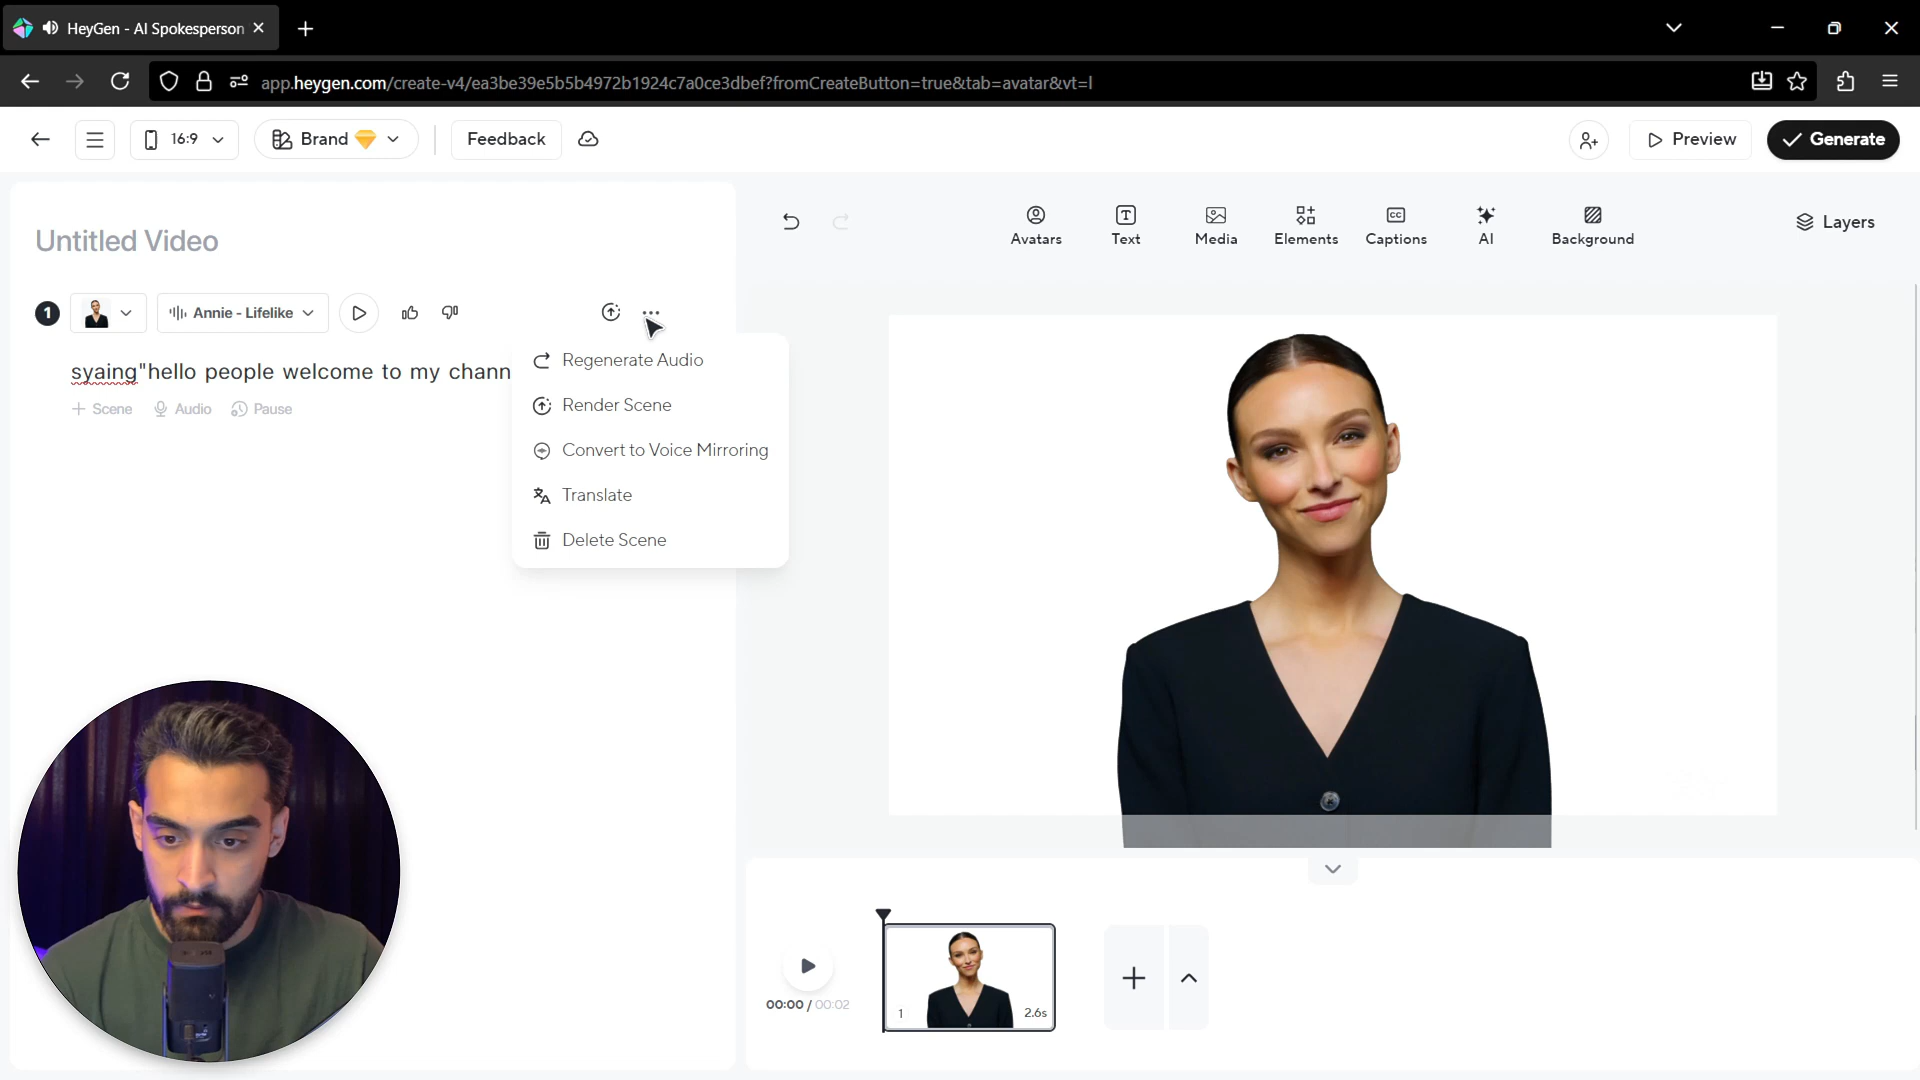 HeyGen - AI Spokesperson
app.heygen.com/create-v4/ea3be39e5b5b4972b1924c7a0ce3dbef?fromCreateButton=true&tab=avatar&vt=l
16:9
Brand
Feedback
Preview
Generate
Untitled Video
Avatars
Text
Media
Elements
Captions
AI
Background
Layers
1
Annie - Lifelike
syaing"hello people welcome to my chann
Scene
Audio
Pause
Regenerate Audio
Render Scene
Convert to Voice Mirroring
Translate
Delete Scene
00:00 / 00:02
1
2.6s